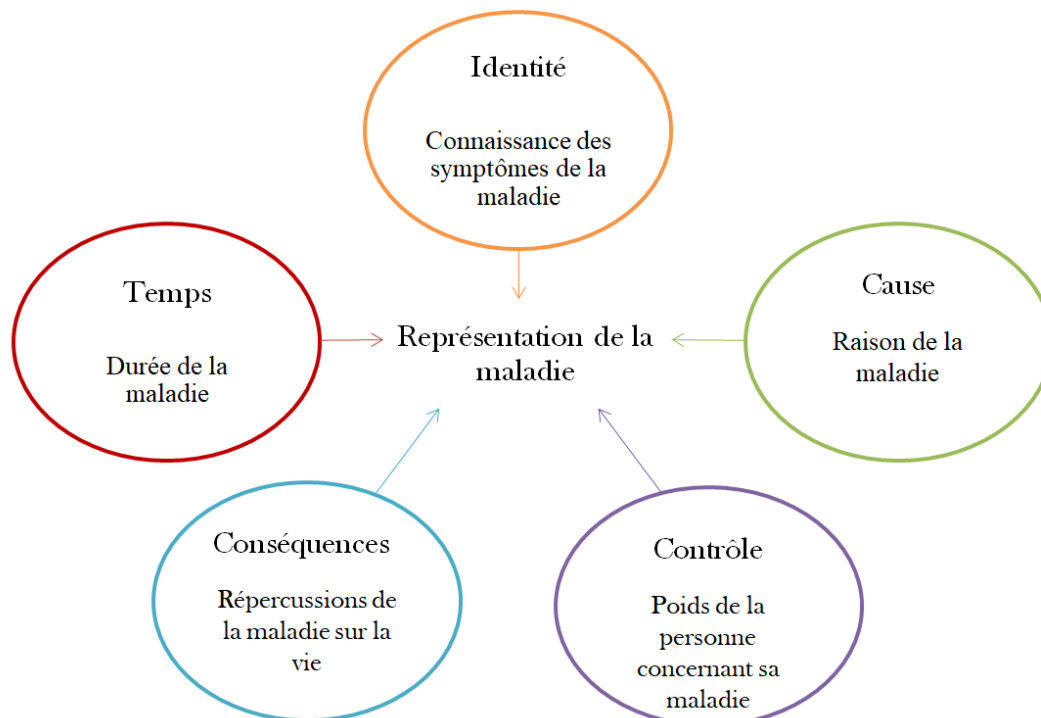 Identité
Connaissance des
symptômes de la
maladie
Temps
Durée de la
maladie
Représentation de la
maladie
Cause
Raison de la
maladie
Conséquences
Répercussions de
la maladie sur la
vie
Contrôle
Poids de la
personne
concernant sa
maladie